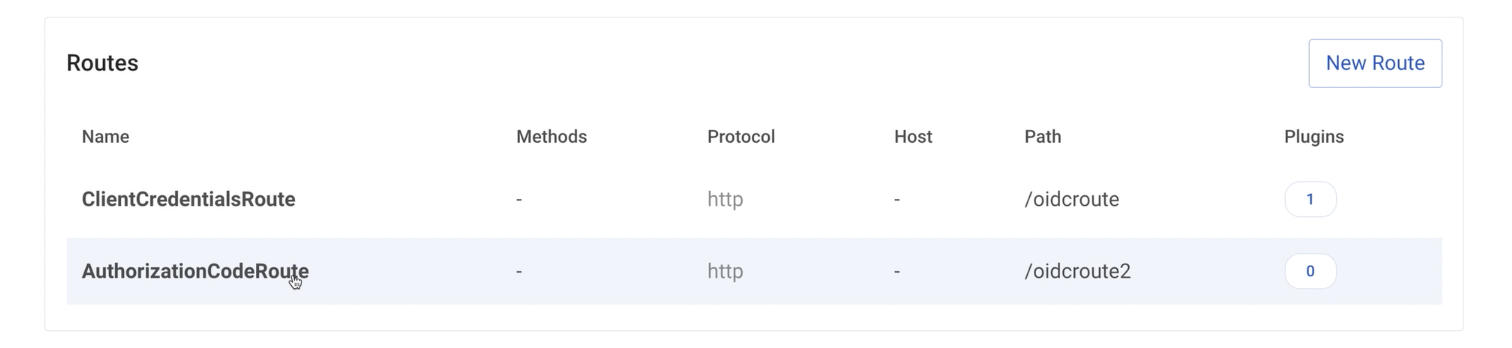 Routes New Route
Name Methods Protocol Host Path Plugins
ClientCredentialsRoute - http - /oidcroute 1
AuthorizationCodeRoute - http - /oidcroute2 0